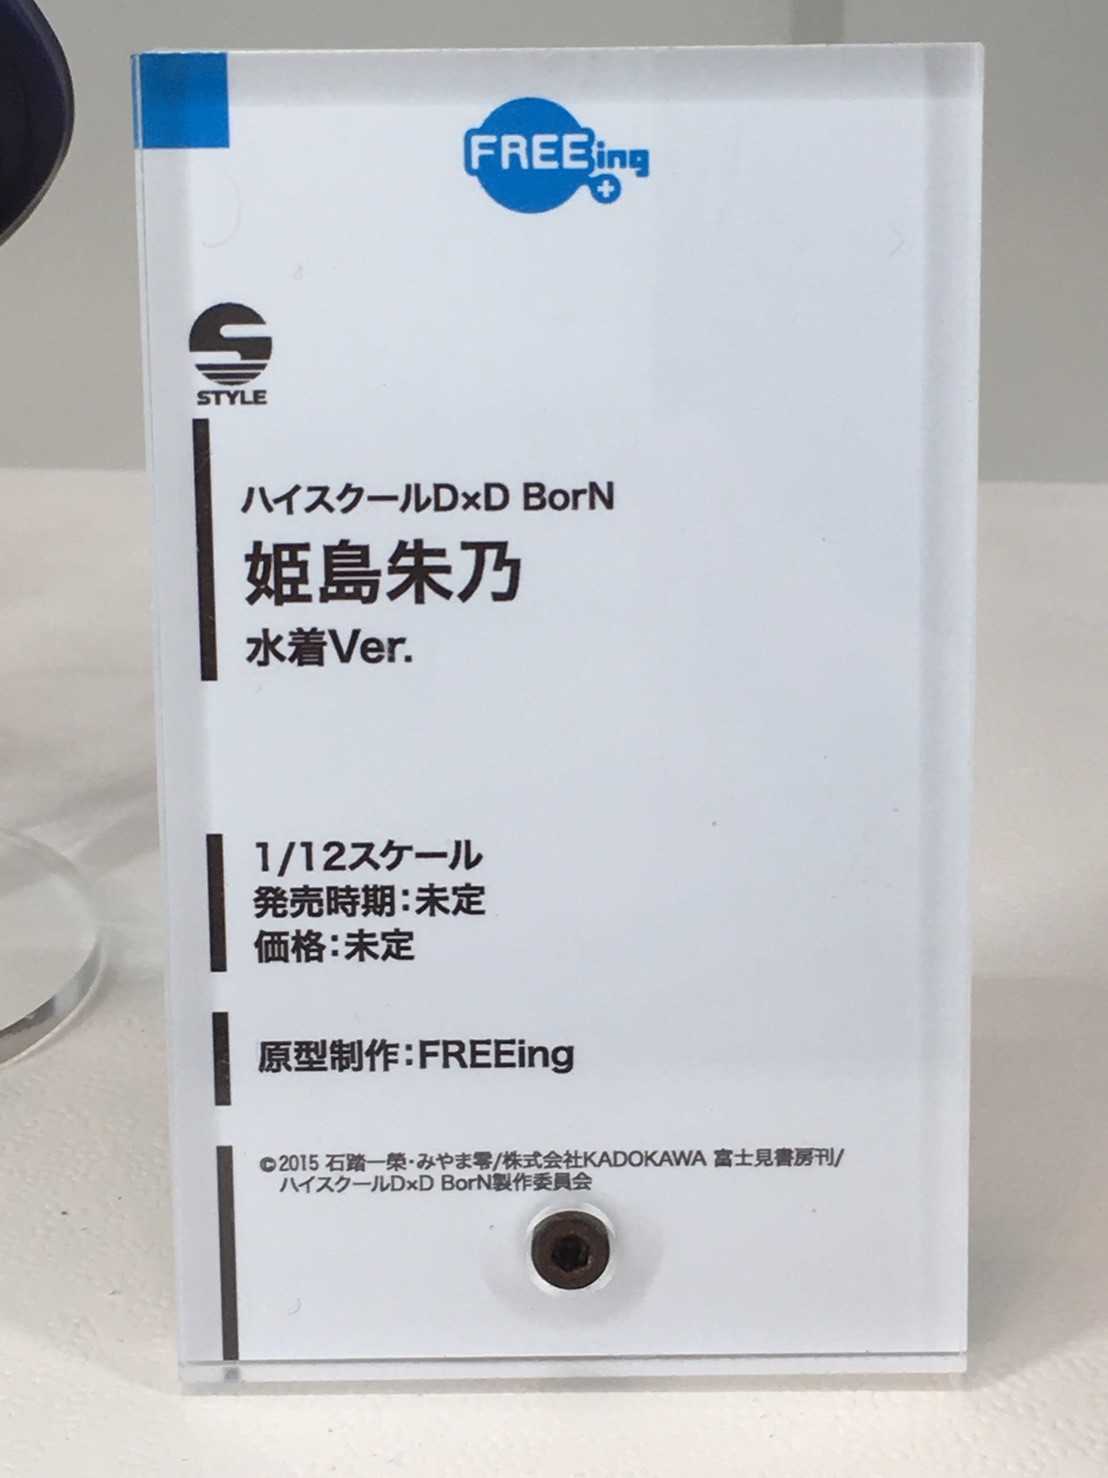 FREEing
STYLE
ハイスクールD×D BorN
姫島朱乃
水着Ver.
1/12スケール
発売時期：未定
価格：未定
原型制作：FREEing
©2015 石踏一榮・みやま零/株式会社KADOKAWA 富士見書房刊/
ハイスクールD×D BorN製作委員会